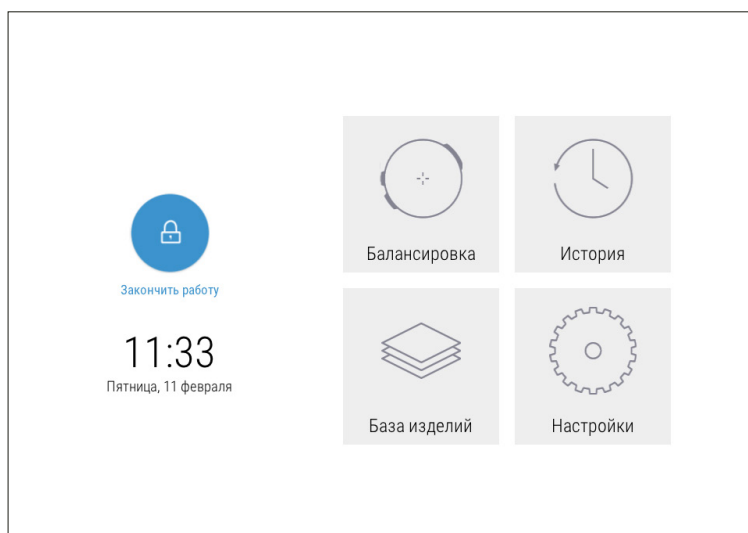 Закончить работу
11:33
Пятница, 11 февраля
Балансировка
История
База изделий
Настройки